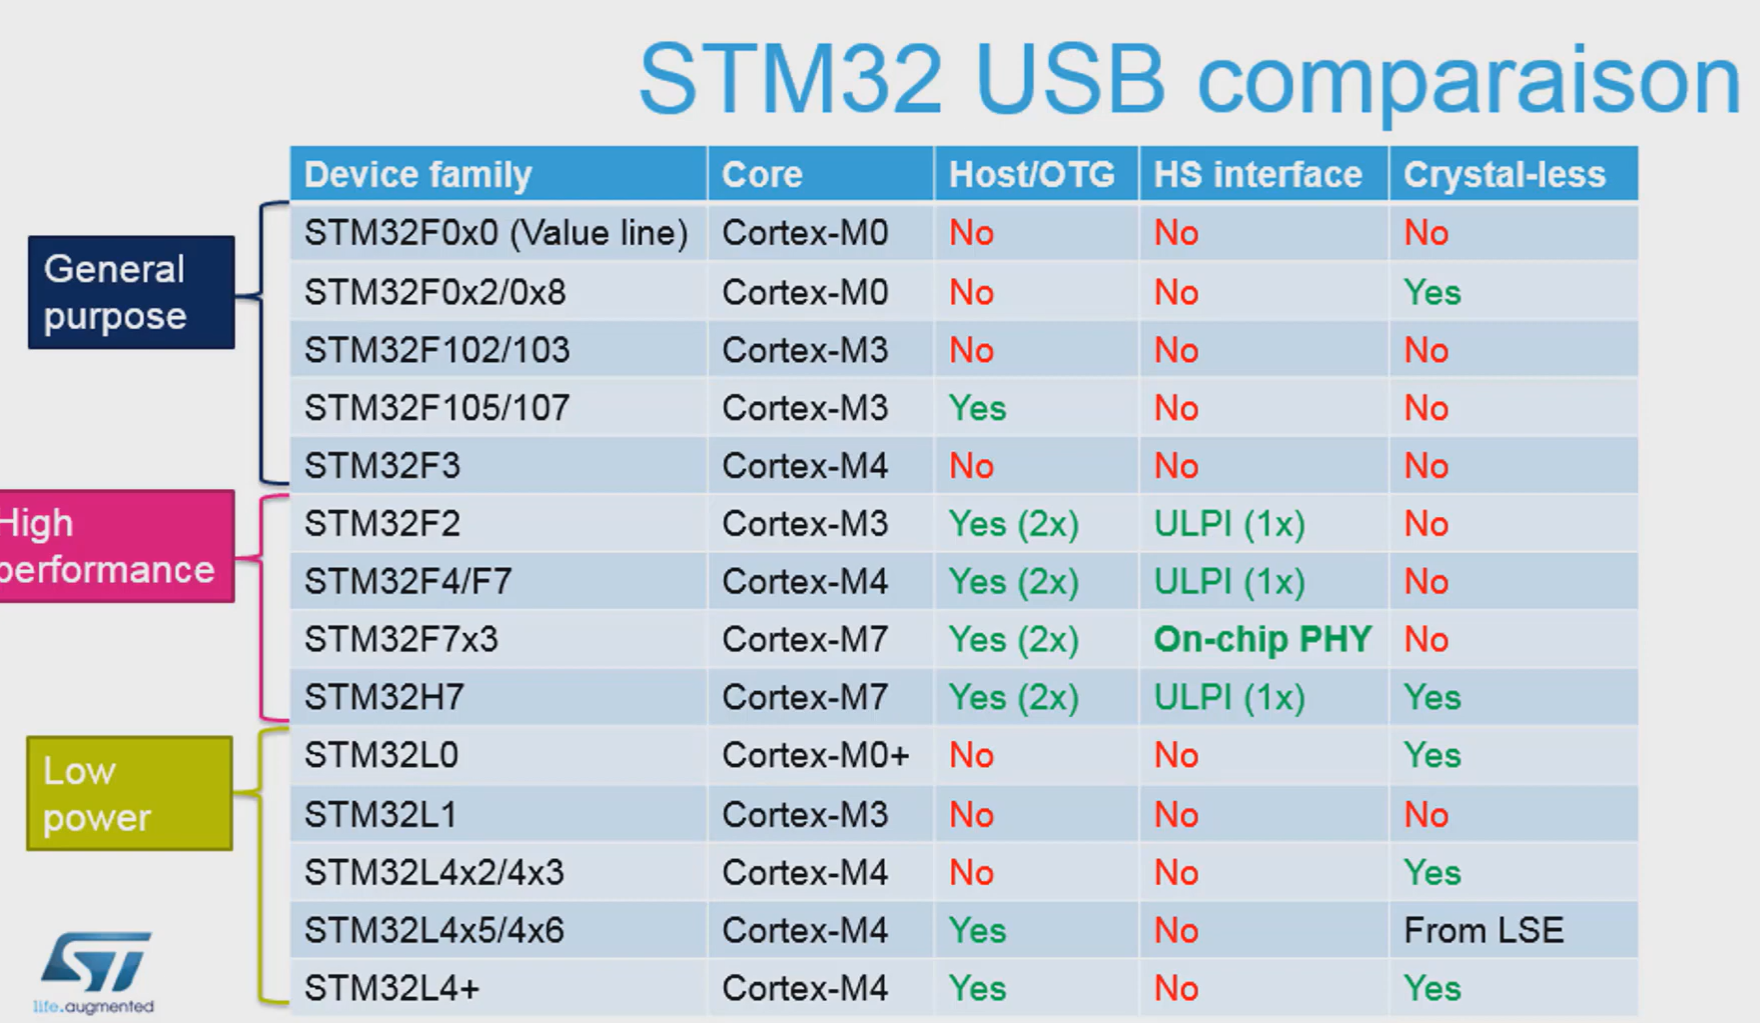 STM32 USB comparaison
Device family Core Host/OTG HS interface Crystal-less
General
purpose
STM32F0x0 (Value line) Cortex-M0 No No No
STM32F0x2/0x8 Cortex-M0 No No Yes
STM32F102/103 Cortex-M3 No No No
STM32F105/107 Cortex-M3 Yes No No
STM32F3 Cortex-M4 No No No
High
performance
STM32F2 Cortex-M3 Yes (2x) ULPI (1x) No
STM32F4/F7 Cortex-M4 Yes (2x) ULPI (1x) No
STM32F7x3 Cortex-M7 Yes (2x) On-chip PHY No
STM32H7 Cortex-M7 Yes (2x) ULPI (1x) Yes
Low
power
STM32L0 Cortex-M0+ No No Yes
STM32L1 Cortex-M3 No No No
STM32L4x2/4x3 Cortex-M4 No No Yes
STM32L4x5/4x6 Cortex-M4 Yes No From LSE
STM32L4+ Cortex-M4 Yes No Yes
ST
life.augmented